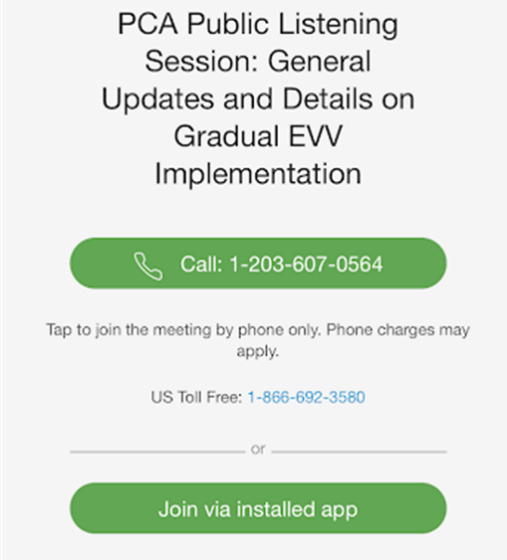 PCA Public Listening
Session: General
Updates and Details on
Gradual EVV
Implementation
Call: 1-203-607-0564
Tap to join the meeting by phone only. Phone charges may
apply.
US Toll Free: 1-866-692-3580
or
Join via installed app